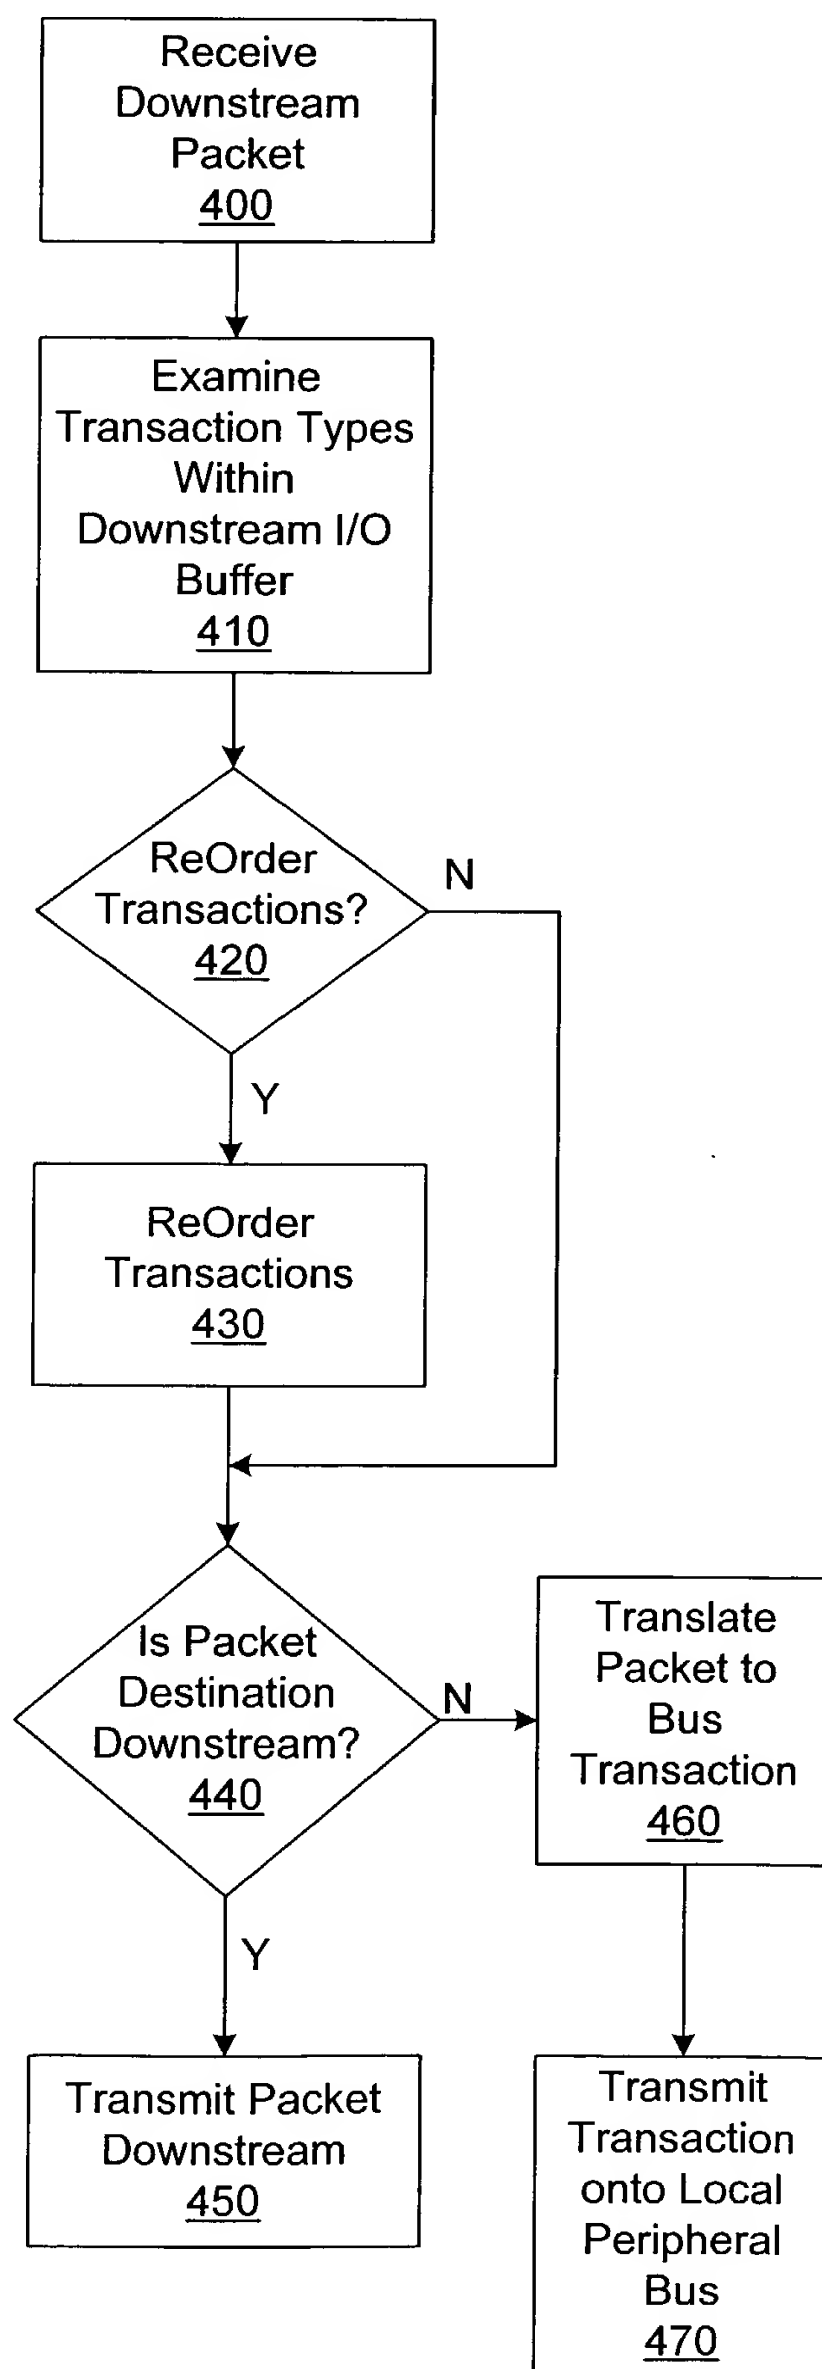 Receive
Downstream
Packet
400
Examine
Transaction Types
Within
Downstream I/O
Buffer
410
ReOrder
Transactions?
420
N
Y
ReOrder
Transactions
430
Is Packet
Destination
Downstream?
440
N
Y
Translate
Packet to
Bus
Transaction
460
Transmit Packet
Downstream
450
Transmit
Transaction
onto Local
Peripheral
Bus
470